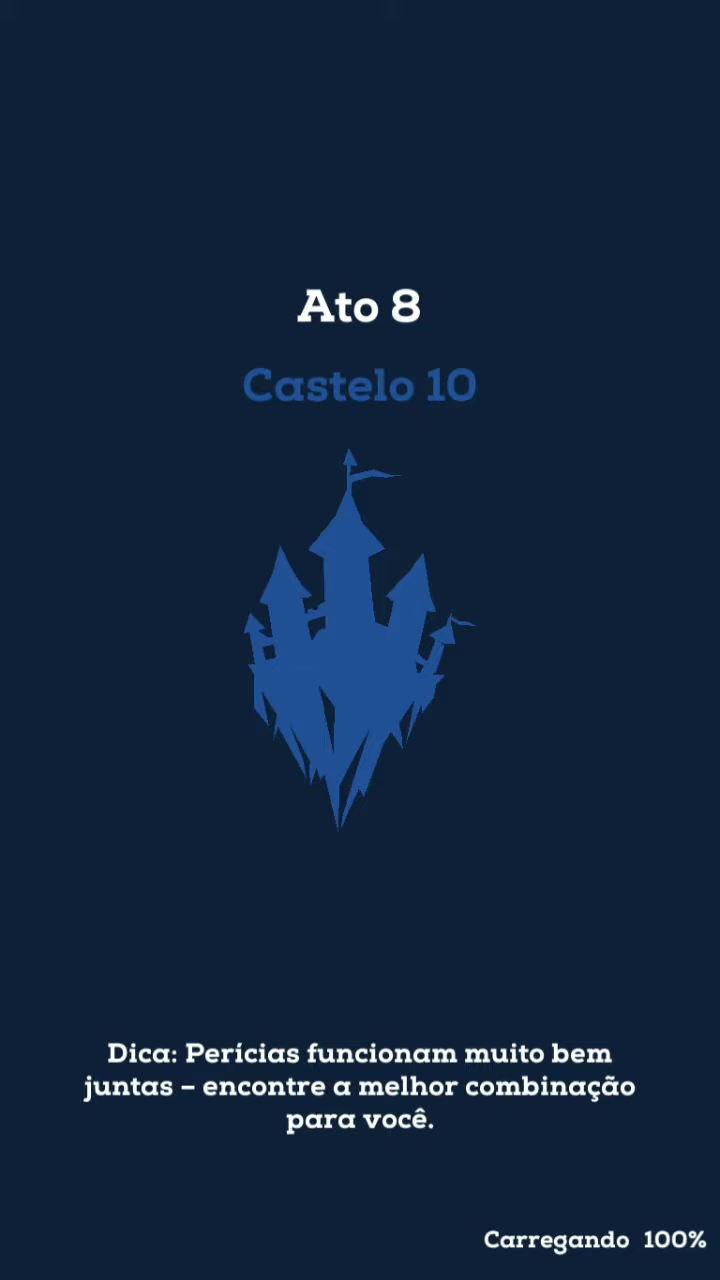 Ato 8
Castelo 10
Dica: Perícias funcionam muito bem
juntas – encontre a melhor combinação
para você.
Carregando 100%